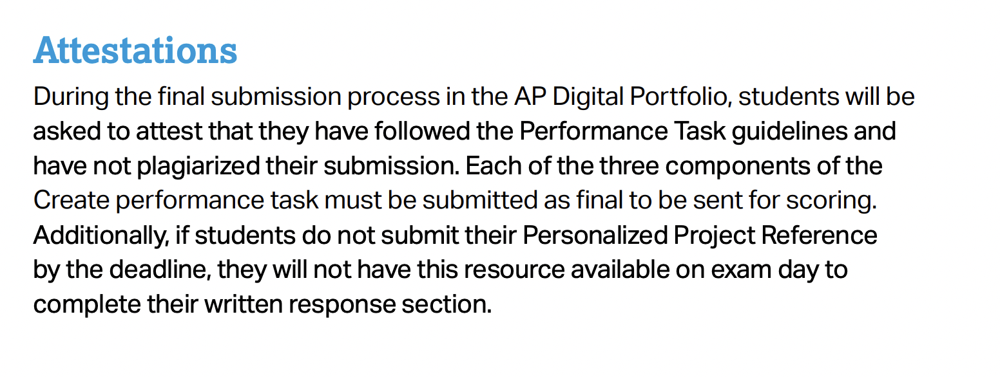 Attestations
During the final submission process in the AP Digital Portfolio, students will be
asked to attest that they have followed the Performance Task guidelines and
have not plagiarized their submission. Each of the three components of the
Create performance task must be submitted as final to be sent for scoring.
Additionally, if students do not submit their Personalized Project Reference
by the deadline, they will not have this resource available on exam day to
complete their written response section.